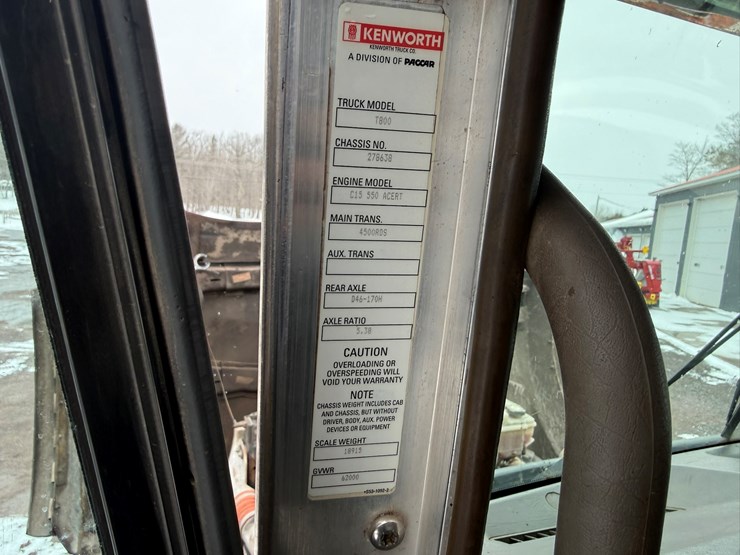 KENWORTH
KENWORTH TRUCK CO.
A DIVISION OF PACCAR
TRUCK MODEL
T800
CHASSIS NO.
278638
ENGINE MODEL
C15 550 ACERT
MAIN TRANS.
4500RDS
AUX. TRANS
REAR AXLE
D46-170H
AXLE RATIO
5.38
CAUTION
OVERLOADING OR
OVERSPEEDING WILL
VOID YOUR WARRANTY
NOTE
CHASSIS WEIGHT INCLUDES CAB
AND CHASSIS, BUT WITHOUT
DRIVER, BODY, AUX. POWER
DEVICES OR EQUIPMENT
SCALE WEIGHT
18915
GVWR
62000